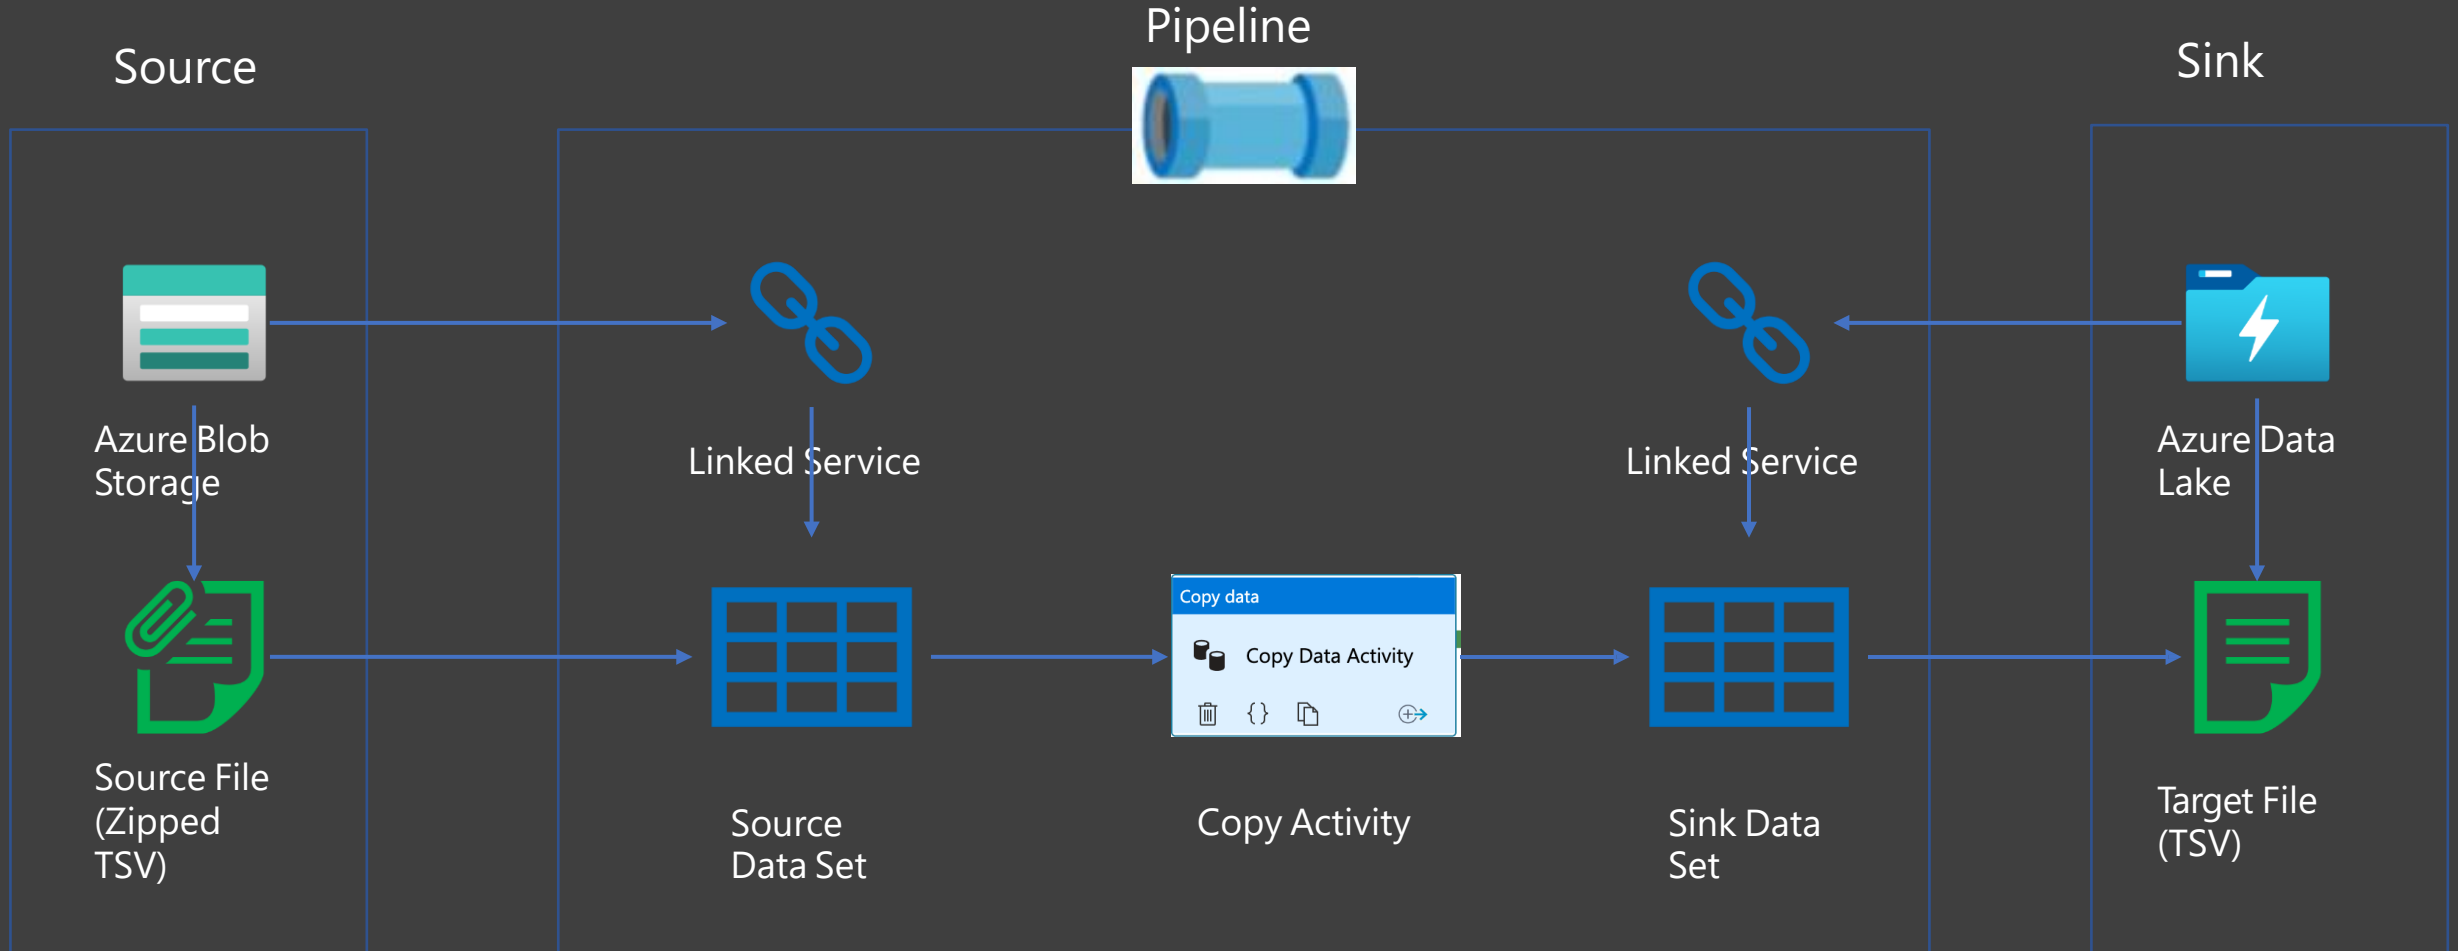 Pipeline
Source
Sink
Azure Blob
Storage
Linked Service
Linked Service
Azure Data
Lake
Copy data
Copy Data Activity
Source File
(Zipped
TSV)
Source
Data Set
Copy Activity
Sink Data
Set
Target File
(TSV)